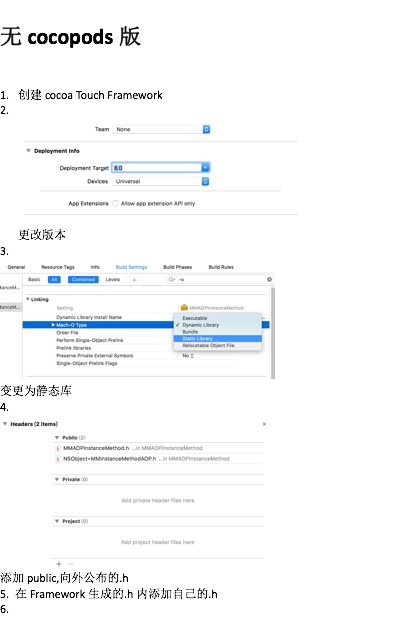 无 cocopods 版
1. 创建 cocoa Touch Framework
2.
Team None
Deployment Info
Deployment Target 8.0
Devices Universal
App Extensions Allow app extension API only
更改版本
3.
General Resource Tags Info Build Settings Build Phases Build Rules
Basic All Combined Levels +
Linking
Setting MMAOPInstanceMethod
Dynamic Library Install Name
Mach-O Type
Order File
Perform Single-Object Prelink
Prelink libraries
Preserve Private External Symbols No
Single-Object Prelink Flags
Executable
Dynamic Library
Bundle
Static Library
Relocatable Object File
变更为静态库
4.
Headers (2 items)
Public (2)
MMAOPInstanceMethod.h ...in MMAOPInstanceMethod
NSObject+MMInstanceMethodAOP.h ...in MMAOPInstanceMethod
Private (0)
Add private header files here
Project (0)
Add project header files here
+ −
添加 public,向外公布的.h
5. 在 Framework 生成的.h 内添加自己的.h
6.